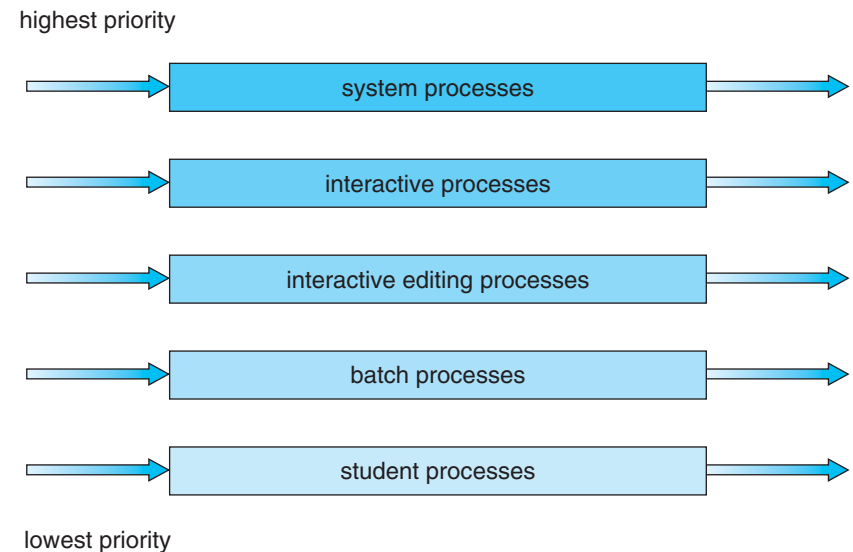 highest priority
system processes
interactive processes
interactive editing processes
batch processes
student processes
lowest priority